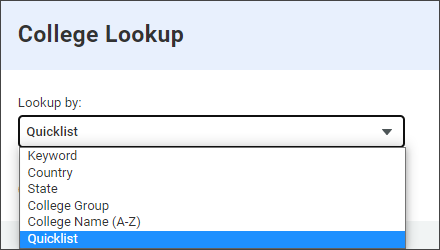 College Lookup
Lookup by:
Quicklist
Keyword
Country
State
College Group
College Name (A-Z)
Quicklist